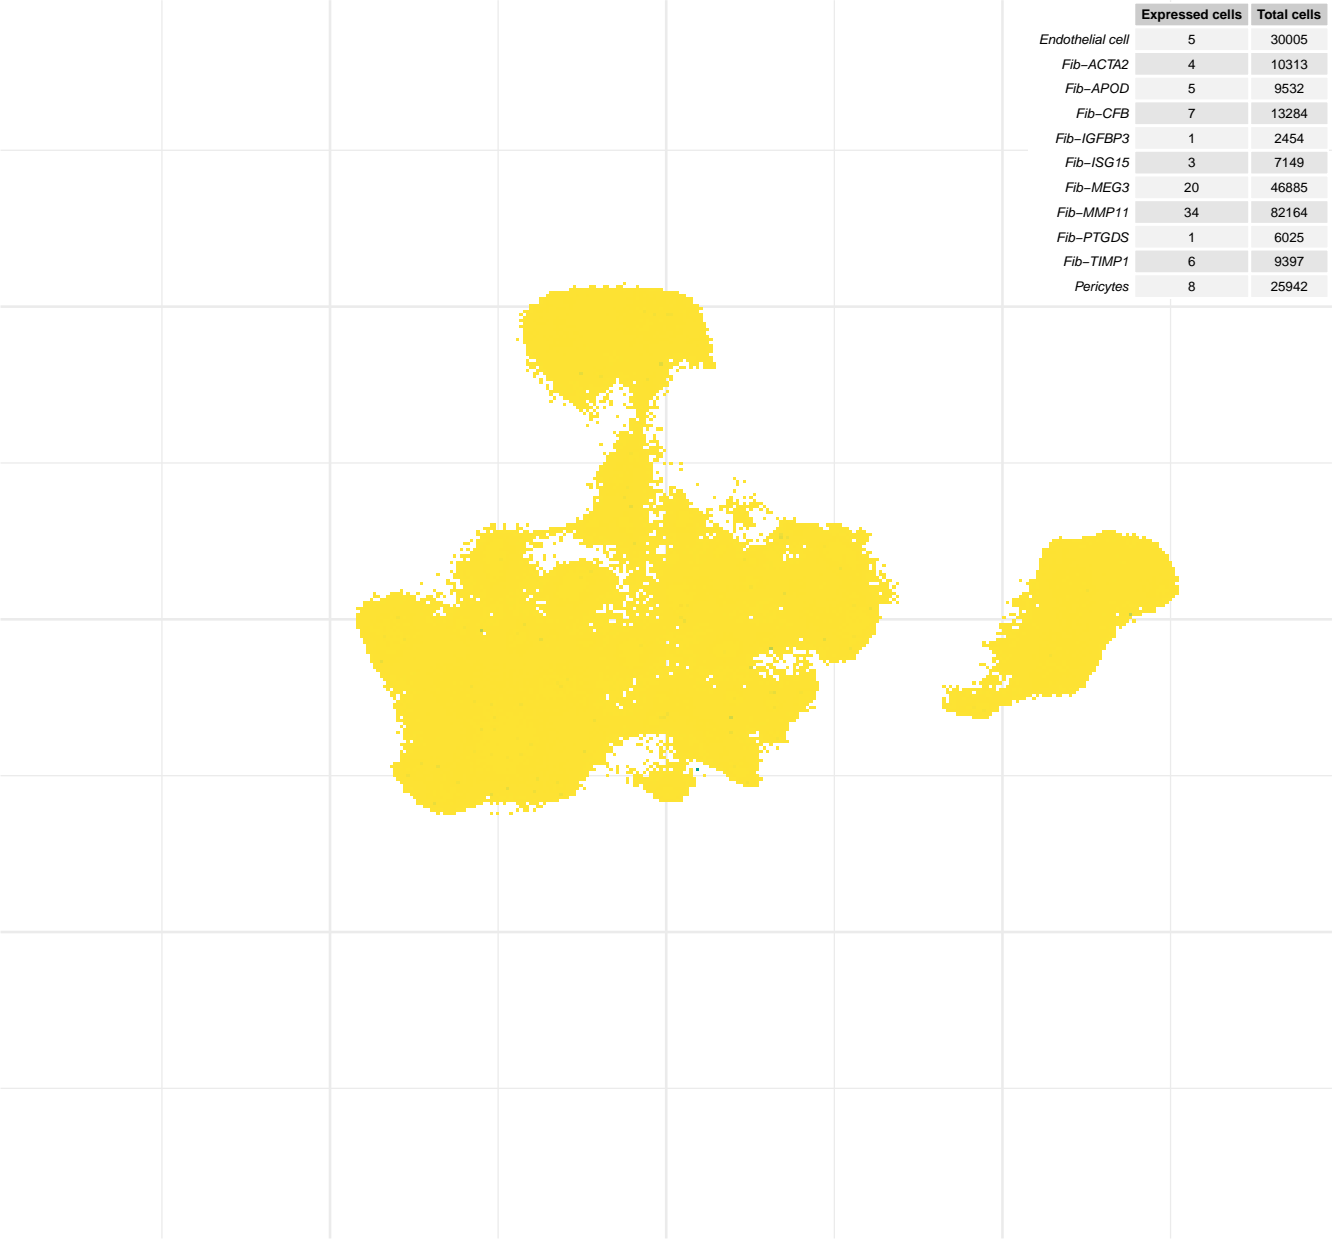 Expressed cells Total cells
Endothelial cell 5 30005
Fib−ACTA2 4 10313
Fib−APOD 5 9532
Fib−CFB 7 13284
Fib−IGFBP3 1 2454
Fib−ISG15 3 7149
Fib−MEG3 20 46885
Fib−MMP11 34 82164
Fib−PTGDS 1 6025
Fib−TIMP1 6 9397
Pericytes 8 25942